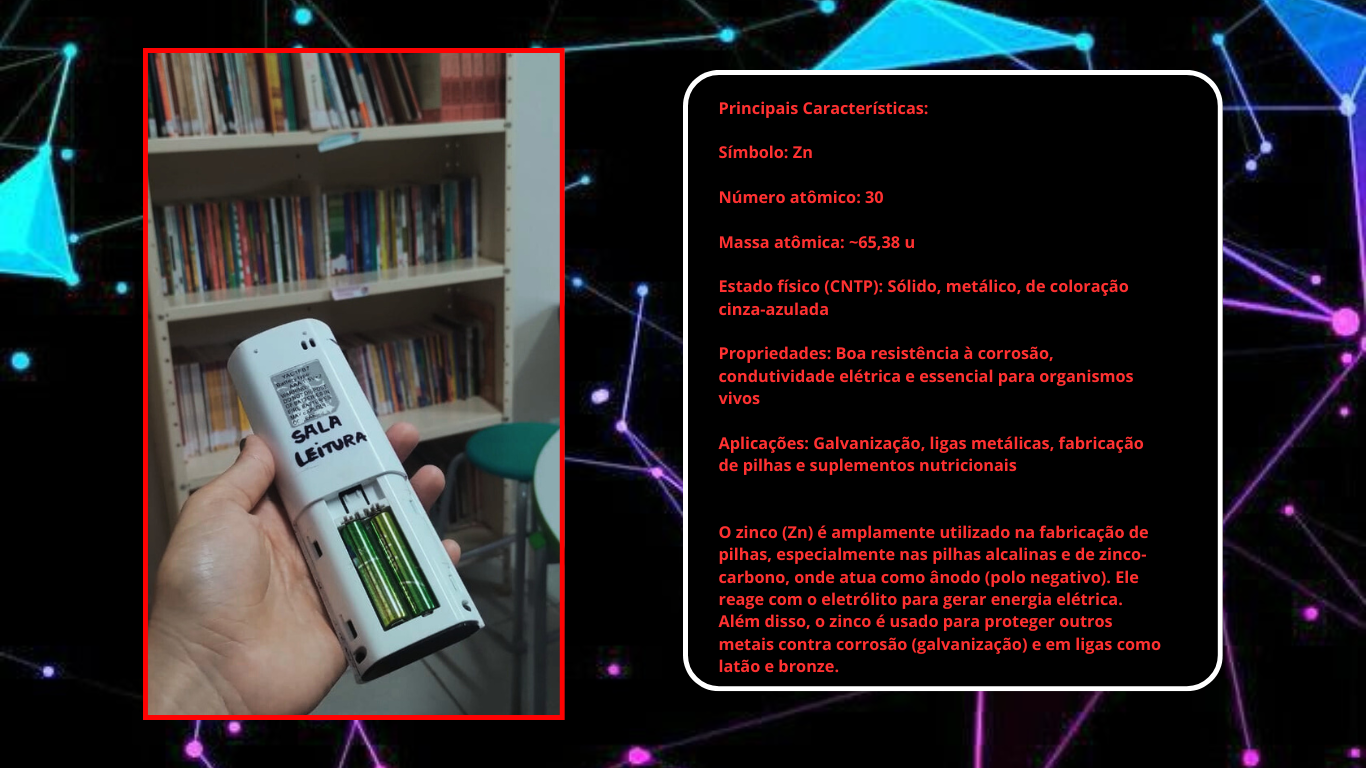 SALA
LEITURA
Principais Características:
Símbolo: Zn
Número atômico: 30
Massa atômica: ~65,38 u
Estado físico (CNTP): Sólido, metálico, de coloração
cinza-azulada
Propriedades: Boa resistência à corrosão,
condutividade elétrica e essencial para organismos
vivos
Aplicações: Galvanização, ligas metálicas, fabricação
de pilhas e suplementos nutricionais
O zinco (Zn) é amplamente utilizado na fabricação de
pilhas, especialmente nas pilhas alcalinas e de zinco-
carbono, onde atua como ânodo (polo negativo). Ele
reage com o eletrólito para gerar energia elétrica.
Além disso, o zinco é usado para proteger outros
metais contra corrosão (galvanização) e em ligas como
latão e bronze.